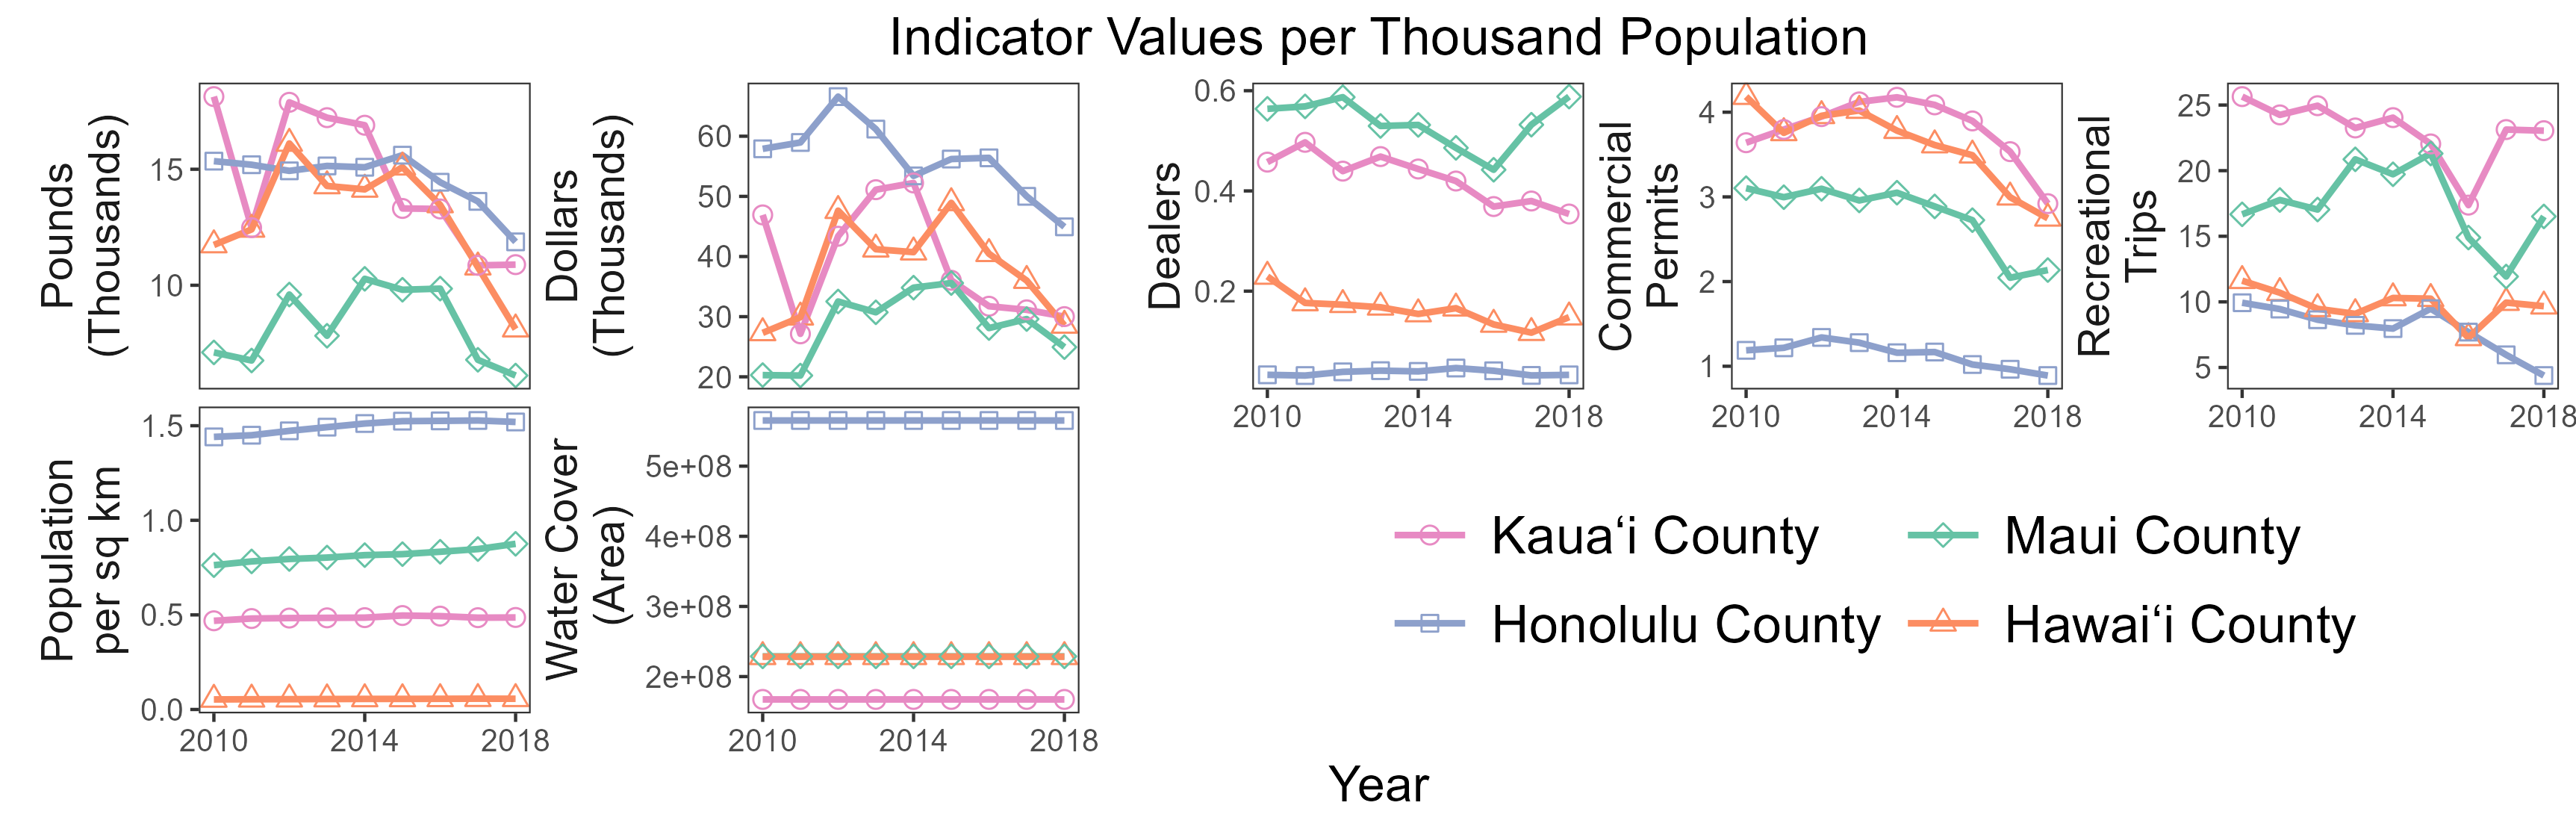 Indicator Values per Thousand Population
Pounds
(Thousands)
15
10
Dollars
(Thousands)
60
50
40
30
20
Dealers
0.6
0.4
0.2
2010 2014 2018
Commercial
Permits
4
3
2
1
2010 2014 2018
Recreational
Trips
25
20
15
10
5
2010 2014 2018
Population
per sq km
1.5
1.0
0.5
0.0
2010 2014 2018
Water Cover
(Area)
5e+08
4e+08
3e+08
2e+08
2010 2014 2018
Kauaʻi County
Maui County
Honolulu County
Hawaiʻi County
Year